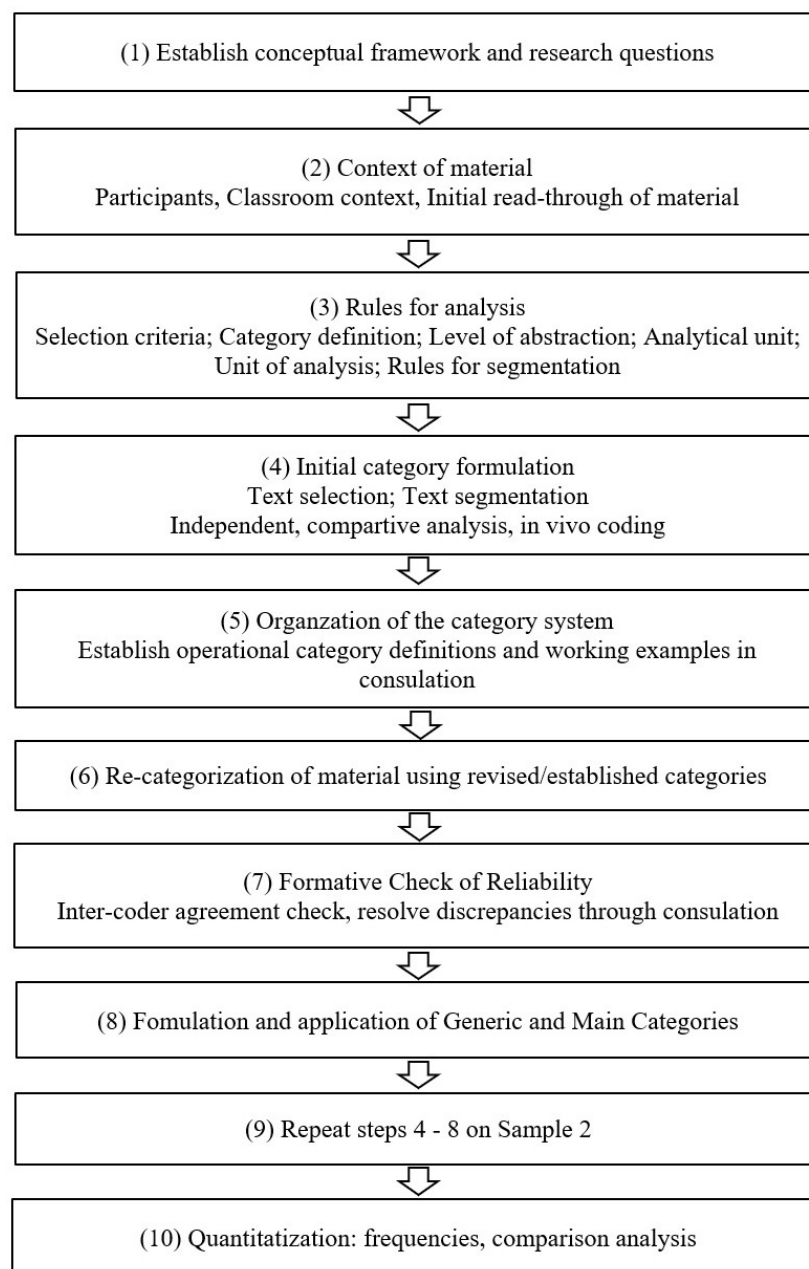 (1) Establish conceptual framework and research questions
(2) Context of material
Participants, Classroom context, Initial read-through of material
(3) Rules for analysis
Selection criteria; Category definition; Level of abstraction; Analytical unit;
Unit of analysis; Rules for segmentation
(4) Initial category formulation
Text selection; Text segmentation
Independent, compartive analysis, in vivo coding
(5) Organzation of the category system
Establish operational category definitions and working examples in
consulation
(6) Re-categorization of material using revised/established categories
(7) Formative Check of Reliability
Inter-coder agreement check, resolve discrepancies through consulation
(8) Fomulation and application of Generic and Main Categories
(9) Repeat steps 4 - 8 on Sample 2
(10) Quantitatization: frequencies, comparison analysis